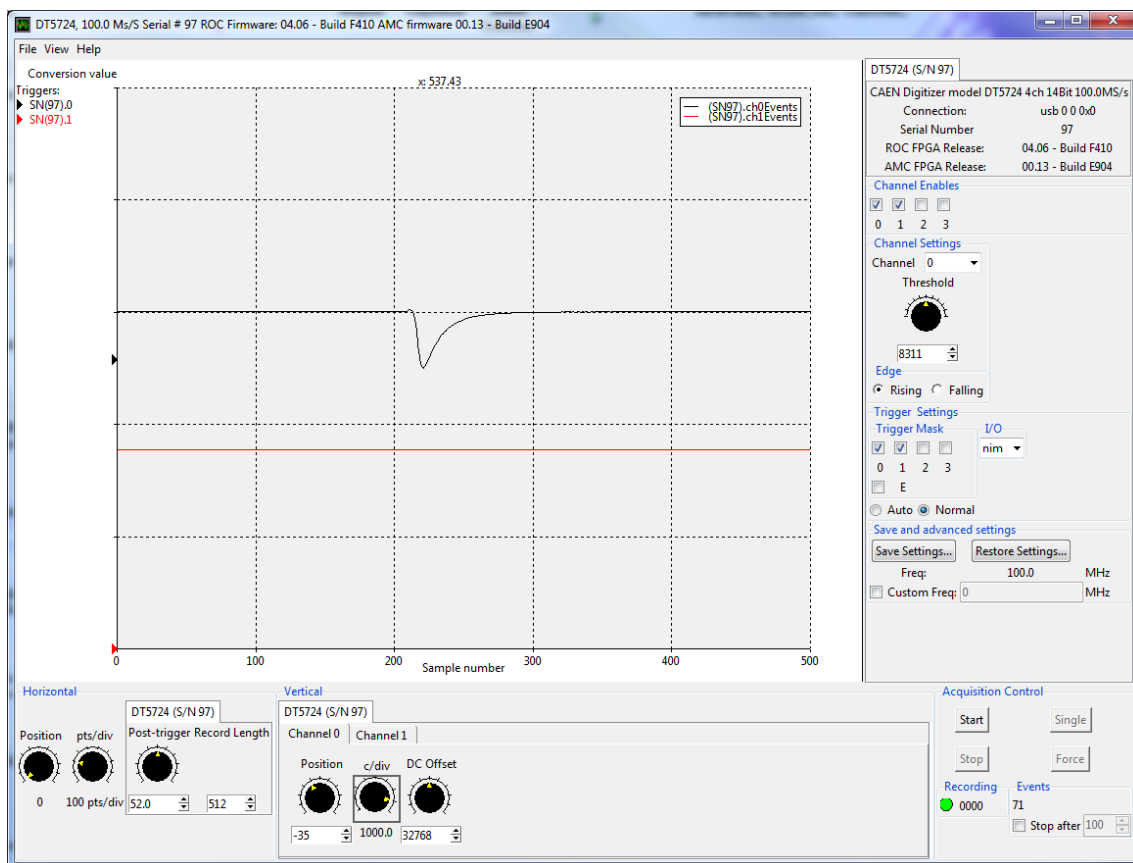 DT5724, 100.0 Ms/S Serial # 97 ROC Firmware: 04.06 - Build F410 AMC firmware 00.13 - Build E904
File View Help
Conversion value
Triggers:
SN(97).0
SN(97).1
x: 537.43
(SN97).ch0Events
(SN97).ch1Events
0 100 200 300 400 500
Sample number
DT5724 (S/N 97)
CAEN Digitizer model DT5724 4ch 14Bit 100.0MS/s
Connection: usb 0 0 0x0
Serial Number 97
ROC FPGA Release: 04.06 - Build F410
AMC FPGA Release: 00.13 - Build E904
Channel Enables
0 1 2 3
Channel Settings
Channel 0
Threshold
8311
Edge
Rising Falling
Trigger Settings
Trigger Mask I/O
nim
0 1 2 3
E
Auto Normal
Save and advanced settings
Save Settings... Restore Settings...
Freq: 100.0 MHz
Custom Freq: 0 MHz
Horizontal
DT5724 (S/N 97)
Position pts/div Post-trigger Record Length
0 100 pts/div 52.0 512
Vertical
DT5724 (S/N 97)
Channel 0 Channel 1
Position c/div DC Offset
-35 1000.0 32768
Acquisition Control
Start Single
Stop Force
Recording Events
0000 71
Stop after 100